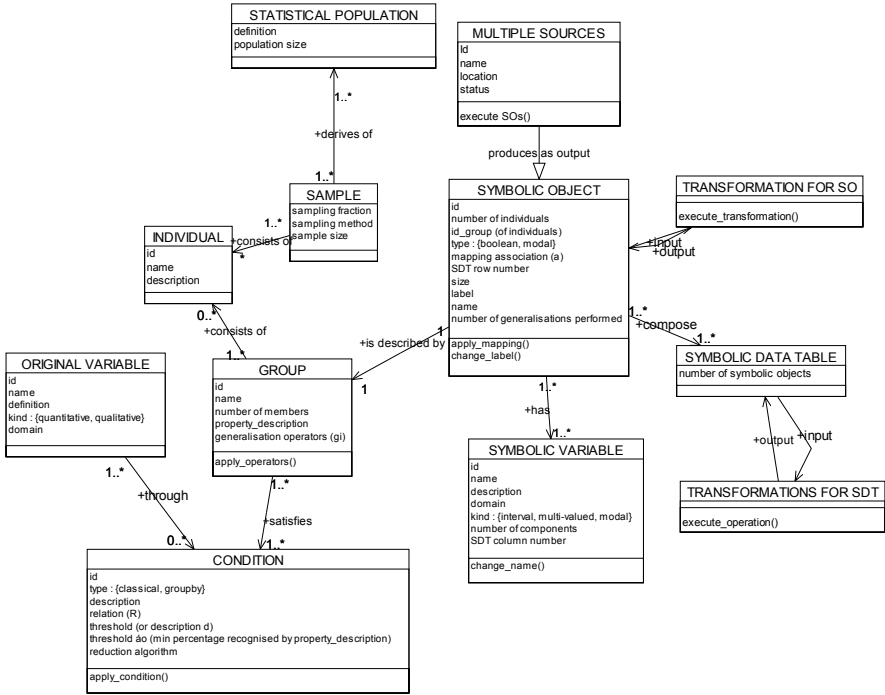 STATISTICAL POPULATION
definition
population size
MULTIPLE SOURCES
Id
name
location
status
execute SOs()
1..*
+derives of
1..*
produces as output
SAMPLE
sampling fraction
sampling method
sample size
1..*
+consists of
*
INDIVIDUAL
id
name
description
SYMBOLIC OBJECT
id
number of individuals
id_group (of individuals)
type : {boolean, modal}
mapping association (a)
SDT row number
size
label
name
number of generalisations performed
apply_mapping()
change_label()
TRANSFORMATION FOR SO
execute_transformation()
+input
+output
0..*
+consists of
1..*
1
+is described by
1
1..*
+compose
1..*
ORIGINAL VARIABLE
id
name
definition
kind : {quantitative, qualitative}
domain
GROUP
id
name
number of members
property_description
generalisation operators (gi)
apply_operators()
SYMBOLIC DATA TABLE
number of symbolic objects
1..*
+has
1..*
+output
+input
SYMBOLIC VARIABLE
id
name
description
domain
kind : {interval, multi-valued, modal}
number of components
SDT column number
change_name()
TRANSFORMATIONS FOR SDT
execute_operation()
1..*
+through
0..*
1..*
+satisfies
1..*
CONDITION
id
type : {classical, groupby}
description
relation (R)
threshold (or description d)
threshold áo (min percentage recognised by property_description)
reduction algorithm
apply_condition()